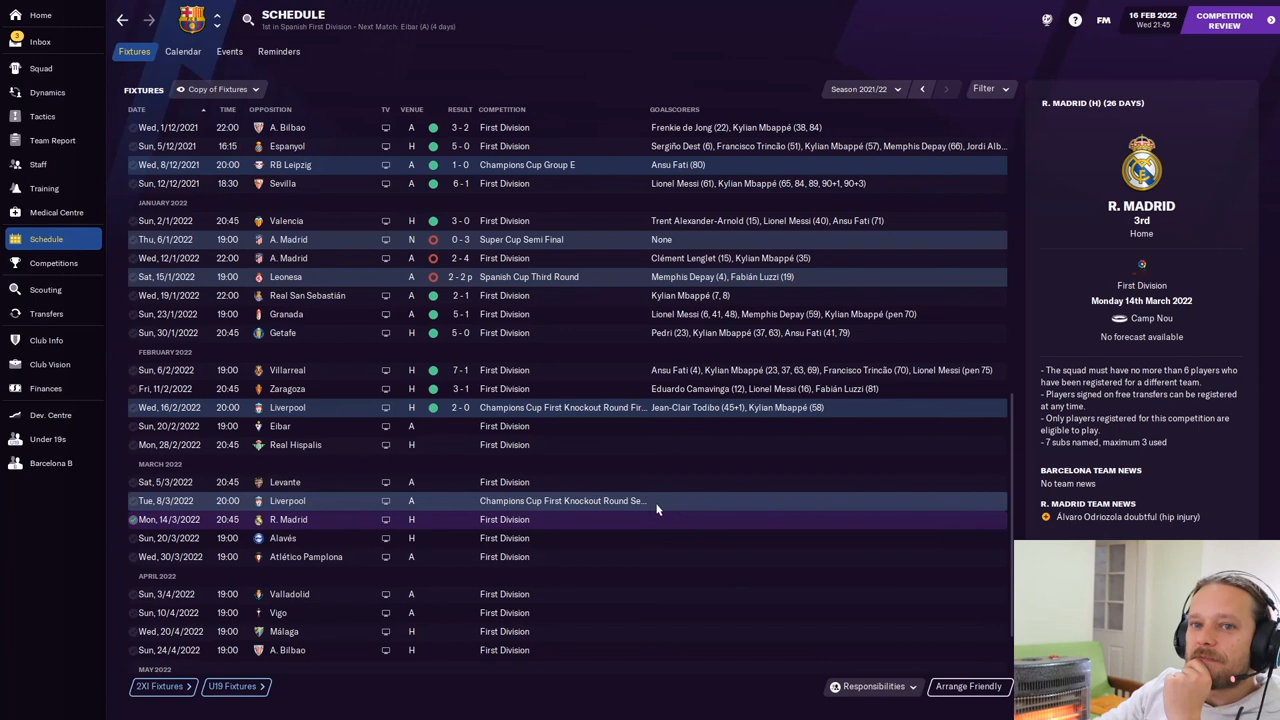 SCHEDULE
1st in Spanish First Division - Next Match: Eibar (A) (4 days)
FM
16 FEB 2022
Wed 21:45
COMPETITION
REVIEW
Home
3
Inbox
Squad
Dynamics
Tactics
Team Report
Staff
Training
Medical Centre
Schedule
Competitions
Scouting
Transfers
Club Info
Club Vision
Finances
Dev. Centre
Under 19s
Barcelona B
Fixtures Calendar Events Reminders
FIXTURES Copy of Fixtures Season 2021/22 Filter
DATE TIME OPPOSITION TV VENUE RESULT COMPETITION GOALSCORERS
Wed, 1/12/2021 22:00 A. Bilbao A 3 - 2 First Division Frenkie de Jong (22), Kylian Mbappé (38, 84)
Sun, 5/12/2021 16:15 Espanyol H 5 - 0 First Division Sergiño Dest (6), Francisco Trincão (51), Kylian Mbappé (57), Memphis Depay (66), Jordi Alb...
Wed, 8/12/2021 20:00 RB Leipzig A 1 - 0 Champions Cup Group E Ansu Fati (80)
Sun, 12/12/2021 18:30 Sevilla A 6 - 1 First Division Lionel Messi (61), Kylian Mbappé (65, 84, 89, 90+1, 90+3)
JANUARY 2022
Sun, 2/1/2022 20:45 Valencia H 3 - 0 First Division Trent Alexander-Arnold (15), Lionel Messi (40), Ansu Fati (71)
Thu, 6/1/2022 19:00 A. Madrid N 0 - 3 Super Cup Semi Final None
Wed, 12/1/2022 22:00 A. Madrid A 2 - 4 First Division Clément Lenglet (15), Kylian Mbappé (35)
Sat, 15/1/2022 19:00 Leonesa A 2 - 2 p Spanish Cup Third Round Memphis Depay (4), Fabián Luzzi (19)
Wed, 19/1/2022 22:00 Real San Sebastián H 2 - 1 First Division Kylian Mbappé (7, 8)
Sun, 23/1/2022 19:00 Granada A 5 - 1 First Division Lionel Messi (6, 41, 48), Memphis Depay (59), Kylian Mbappé (pen 70)
Sun, 30/1/2022 20:45 Getafe H 5 - 0 First Division Pedri (23), Kylian Mbappé (37, 63), Ansu Fati (41, 79)
FEBRUARY 2022
Sun, 6/2/2022 19:00 Villarreal A 7 - 1 First Division Ansu Fati (4), Kylian Mbappé (23, 37, 63, 69), Francisco Trincão (70), Lionel Messi (pen 75)
Fri, 11/2/2022 20:45 Zaragoza H 3 - 1 First Division Eduardo Camavinga (12), Lionel Messi (16), Fabián Luzzi (81)
Wed, 16/2/2022 20:00 Liverpool H 2 - 0 Champions Cup First Knockout Round Fir... Jean-Clair Todibo (45+1), Kylian Mbappé (58)
Sun, 20/2/2022 19:00 Eibar A First Division
Mon, 28/2/2022 20:45 Real Hispalis H First Division
MARCH 2022
Sat, 5/3/2022 20:45 Levante A First Division
Tue, 8/3/2022 20:00 Liverpool A Champions Cup First Knockout Round Se...
Mon, 14/3/2022 20:45 R. Madrid H First Division
Sun, 20/3/2022 19:00 Alavés H First Division
Wed, 30/3/2022 19:00 Atlético Pamplona A First Division
APRIL 2022
Sun, 3/4/2022 19:00 Valladolid A First Division
Sun, 10/4/2022 19:00 Vigo A First Division
Wed, 20/4/2022 19:00 Málaga H First Division
Sun, 24/4/2022 19:00 A. Bilbao H First Division
MAY 2022
2XI Fixtures U19 Fixtures Responsibilities Arrange Friendly
R. MADRID (H) (26 DAYS)
R. MADRID
3rd
Home
First Division
Monday 14th March 2022
Camp Nou
No forecast available
- The squad must have no more than 6 players who
have been registered for a different team.
- Players signed on free transfers can be registered
at any time.
- Only players registered for this competition are
eligible to play.
- 7 subs named, maximum 3 used
BARCELONA TEAM NEWS
No team news
R. MADRID TEAM NEWS
Álvaro Odriozola doubtful (hip injury)